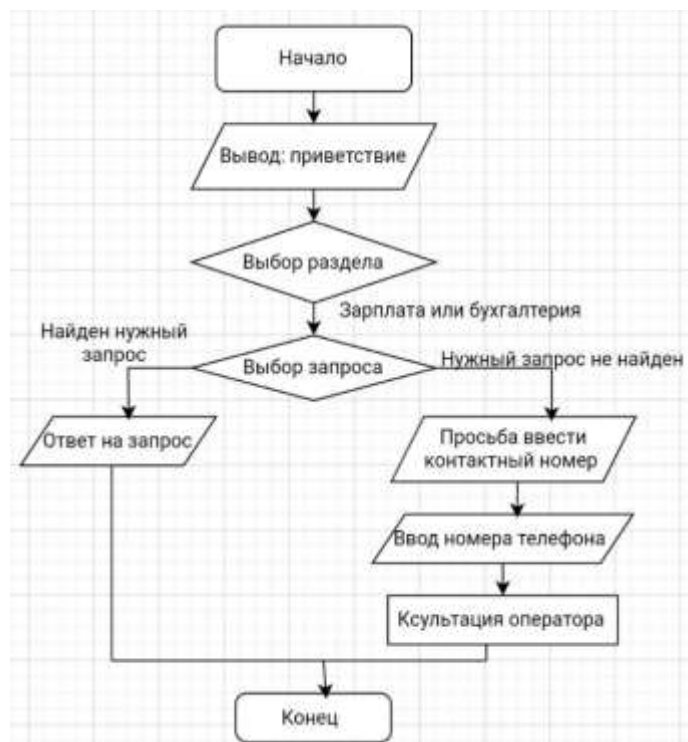 Начало
Вывод: приветствие
Выбор раздела
Зарплата или бухгалтерия
Найден нужный
запрос
Выбор запроса
Нужный запрос не найден
Ответ на запрос
Просьба ввести
контактный номер
Ввод номера телефона
Ксультация оператора
Конец